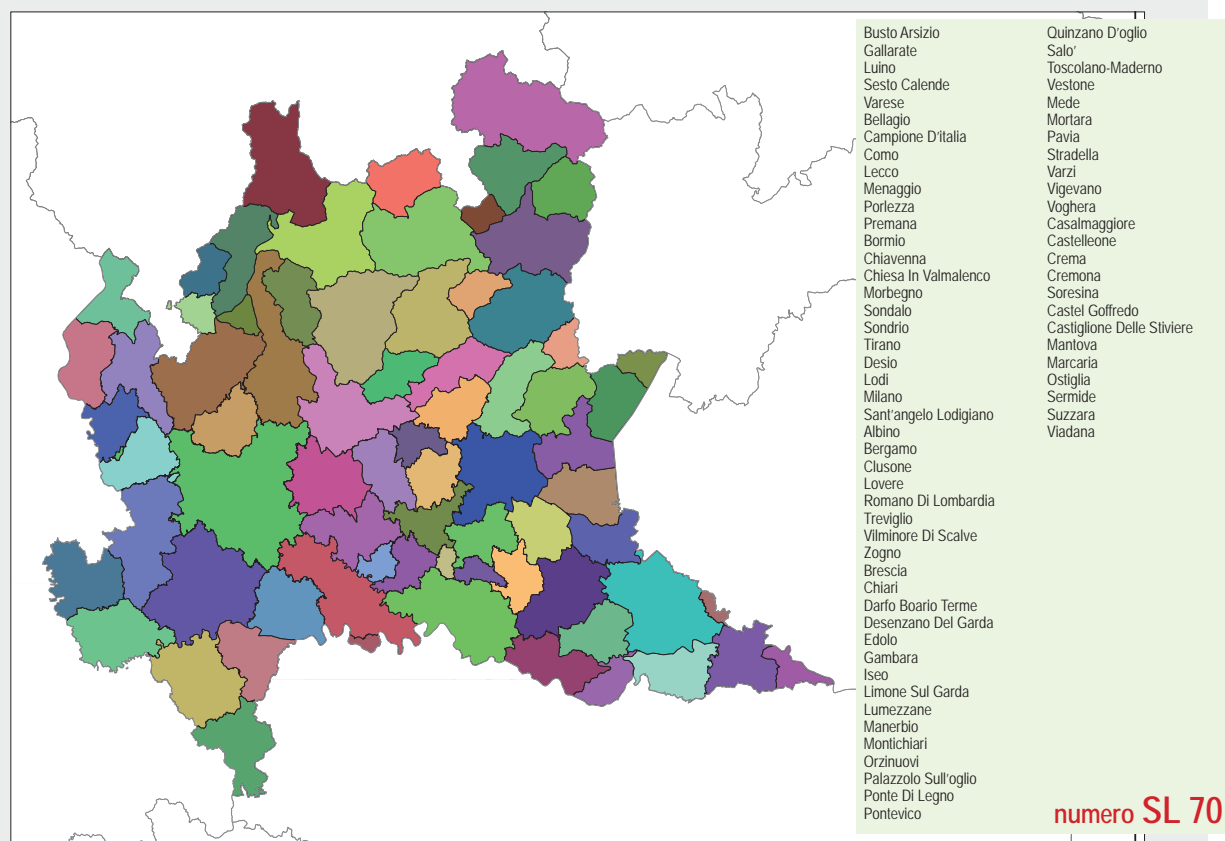 Busto Arsizio
Gallarate
Luino
Sesto Calende
Varese
Bellagio
Campione D'italia
Como
Lecco
Menaggio
Porlezza
Premana
Bormio
Chiavenna
Chiesa In Valmalenco
Morbegno
Sondalo
Sondrio
Tirano
Desio
Lodi
Milano
Sant'angelo Lodigiano
Albino
Bergamo
Clusone
Lovere
Romano Di Lombardia
Treviglio
Vilminore Di Scalve
Zogno
Brescia
Chiari
Darfo Boario Terme
Desenzano Del Garda
Edolo
Gambara
Iseo
Limone Sul Garda
Lumezzane
Manerbio
Montichiari
Orzinuovi
Palazzolo Sull'oglio
Ponte Di Legno
Pontevico
Quinzano D'oglio
Salo'
Toscolano-Maderno
Vestone
Mede
Mortara
Pavia
Stradella
Varzi
Vigevano
Voghera
Casalmaggiore
Castelleone
Crema
Cremona
Soresina
Castel Goffredo
Castiglione Delle Stiviere
Mantova
Marcaria
Ostiglia
Sermide
Suzzara
Viadana
numero SL 70